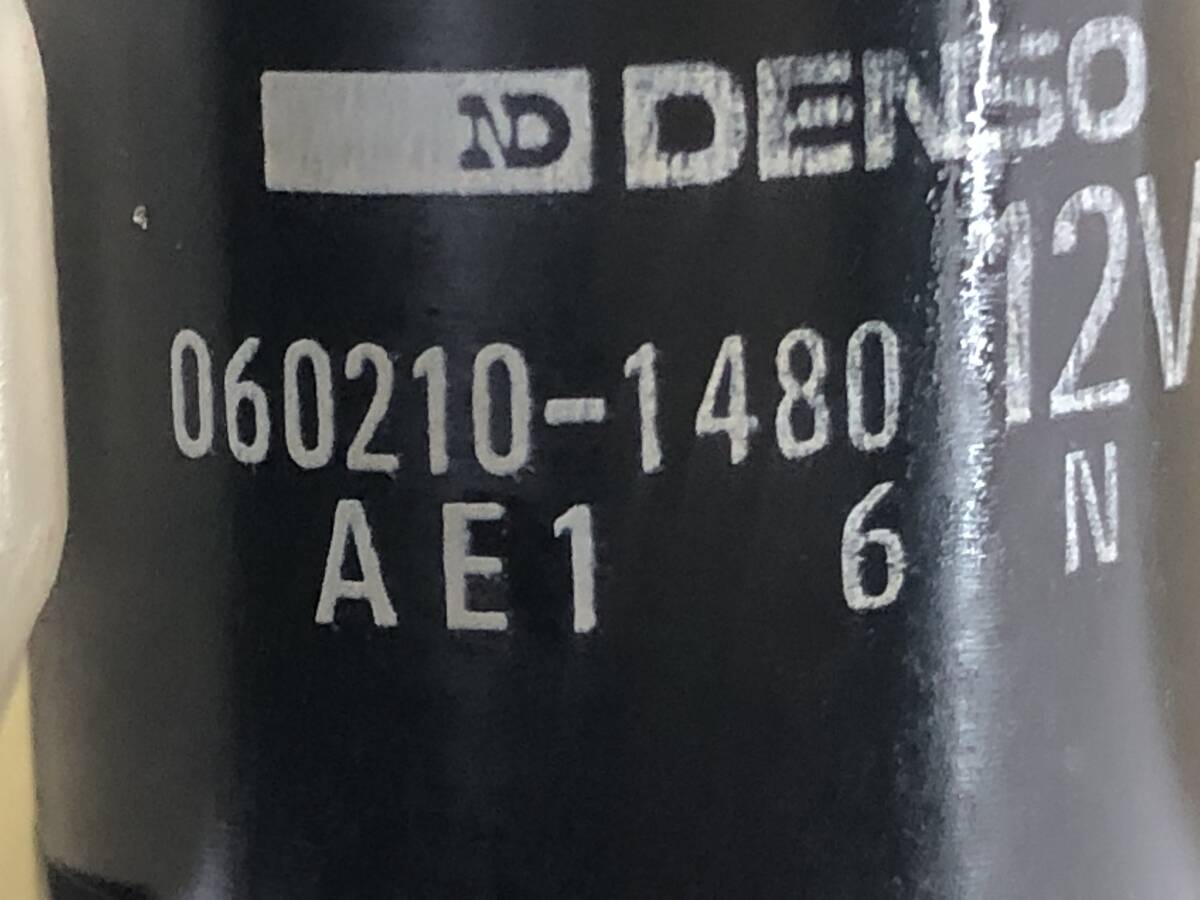 ND DENSO
12V
060210-1480
AE1 6 N